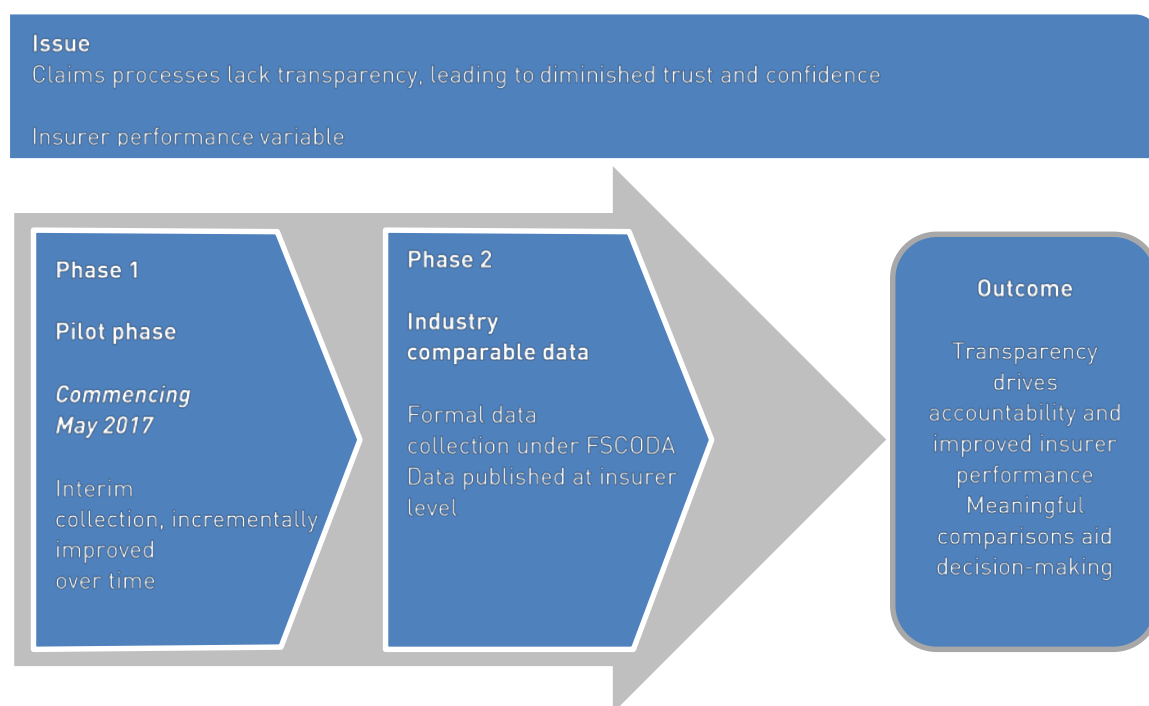 Issue
Claims processes lack transparency, leading to diminished trust and confidence
Insurer performance variable
Phase 1
Pilot phase
Commencing
May 2017
Interim
collection, incrementally
improved
over time
Phase 2
Industry
comparable data
Formal data
collection under FSCODA
Data published at insurer
level
Outcome
Transparency
drives
accountability and
improved insurer
performance
Meaningful
comparisons aid
decision-making